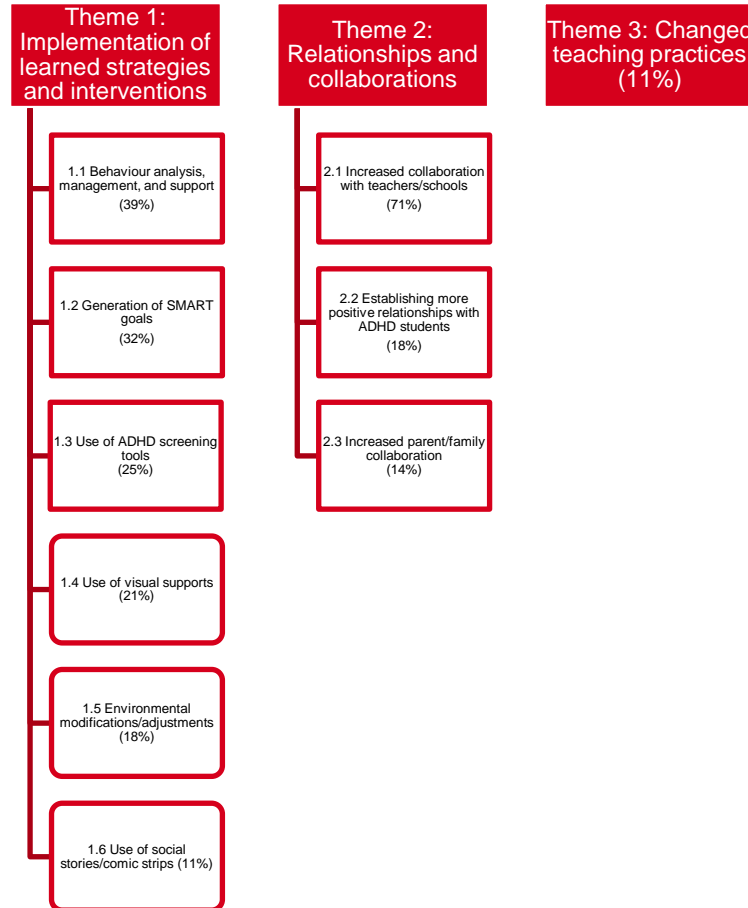 Theme 1:
Implementation of
learned strategies
and interventions
1.1 Behaviour analysis,
management, and support
(39%)
1.2 Generation of SMART
goals
(32%)
1.3 Use of ADHD screening
tools
(25%)
1.4 Use of visual supports
(21%)
1.5 Environmental
modifications/adjustments
(18%)
1.6 Use of social
stories/comic strips (11%)
Theme 2:
Relationships and
collaborations
2.1 Increased collaboration
with teachers/schools
(71%)
2.2 Establishing more
positive relationships with
ADHD students
(18%)
2.3 Increased parent/family
collaboration
(14%)
Theme 3: Changed
teaching practices
(11%)